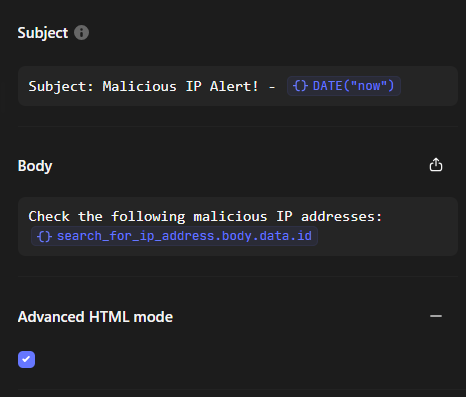 Subject
Subject: Malicious IP Alert! - {} DATE("now")
Body
Check the following malicious IP addresses:
{} search_for_ip_address.body.data.id
Advanced HTML mode